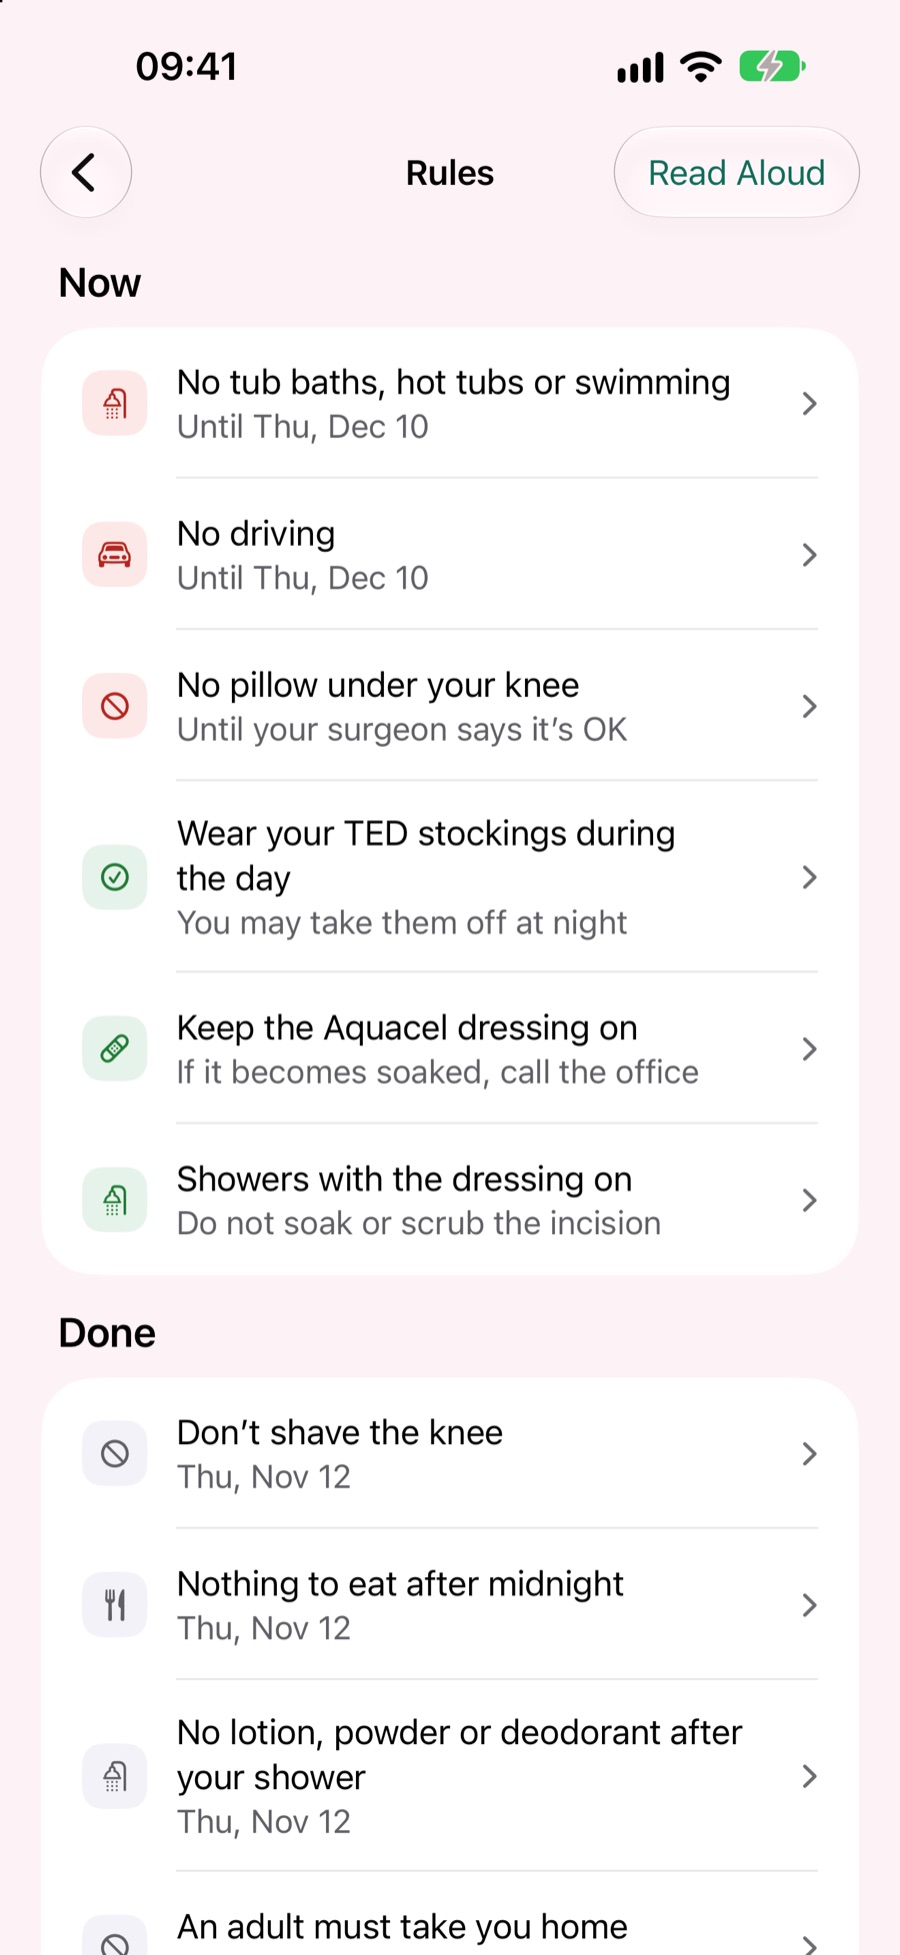 09:41
Rules
Read Aloud
Now
No tub baths, hot tubs or swimming
Until Thu, Dec 10
No driving
Until Thu, Dec 10
No pillow under your knee
Until your surgeon says it’s OK
Wear your TED stockings during
the day
You may take them off at night
Keep the Aquacel dressing on
If it becomes soaked, call the office
Showers with the dressing on
Do not soak or scrub the incision
Done
Don’t shave the knee
Thu, Nov 12
Nothing to eat after midnight
Thu, Nov 12
No lotion, powder or deodorant after
your shower
Thu, Nov 12
An adult must take you home